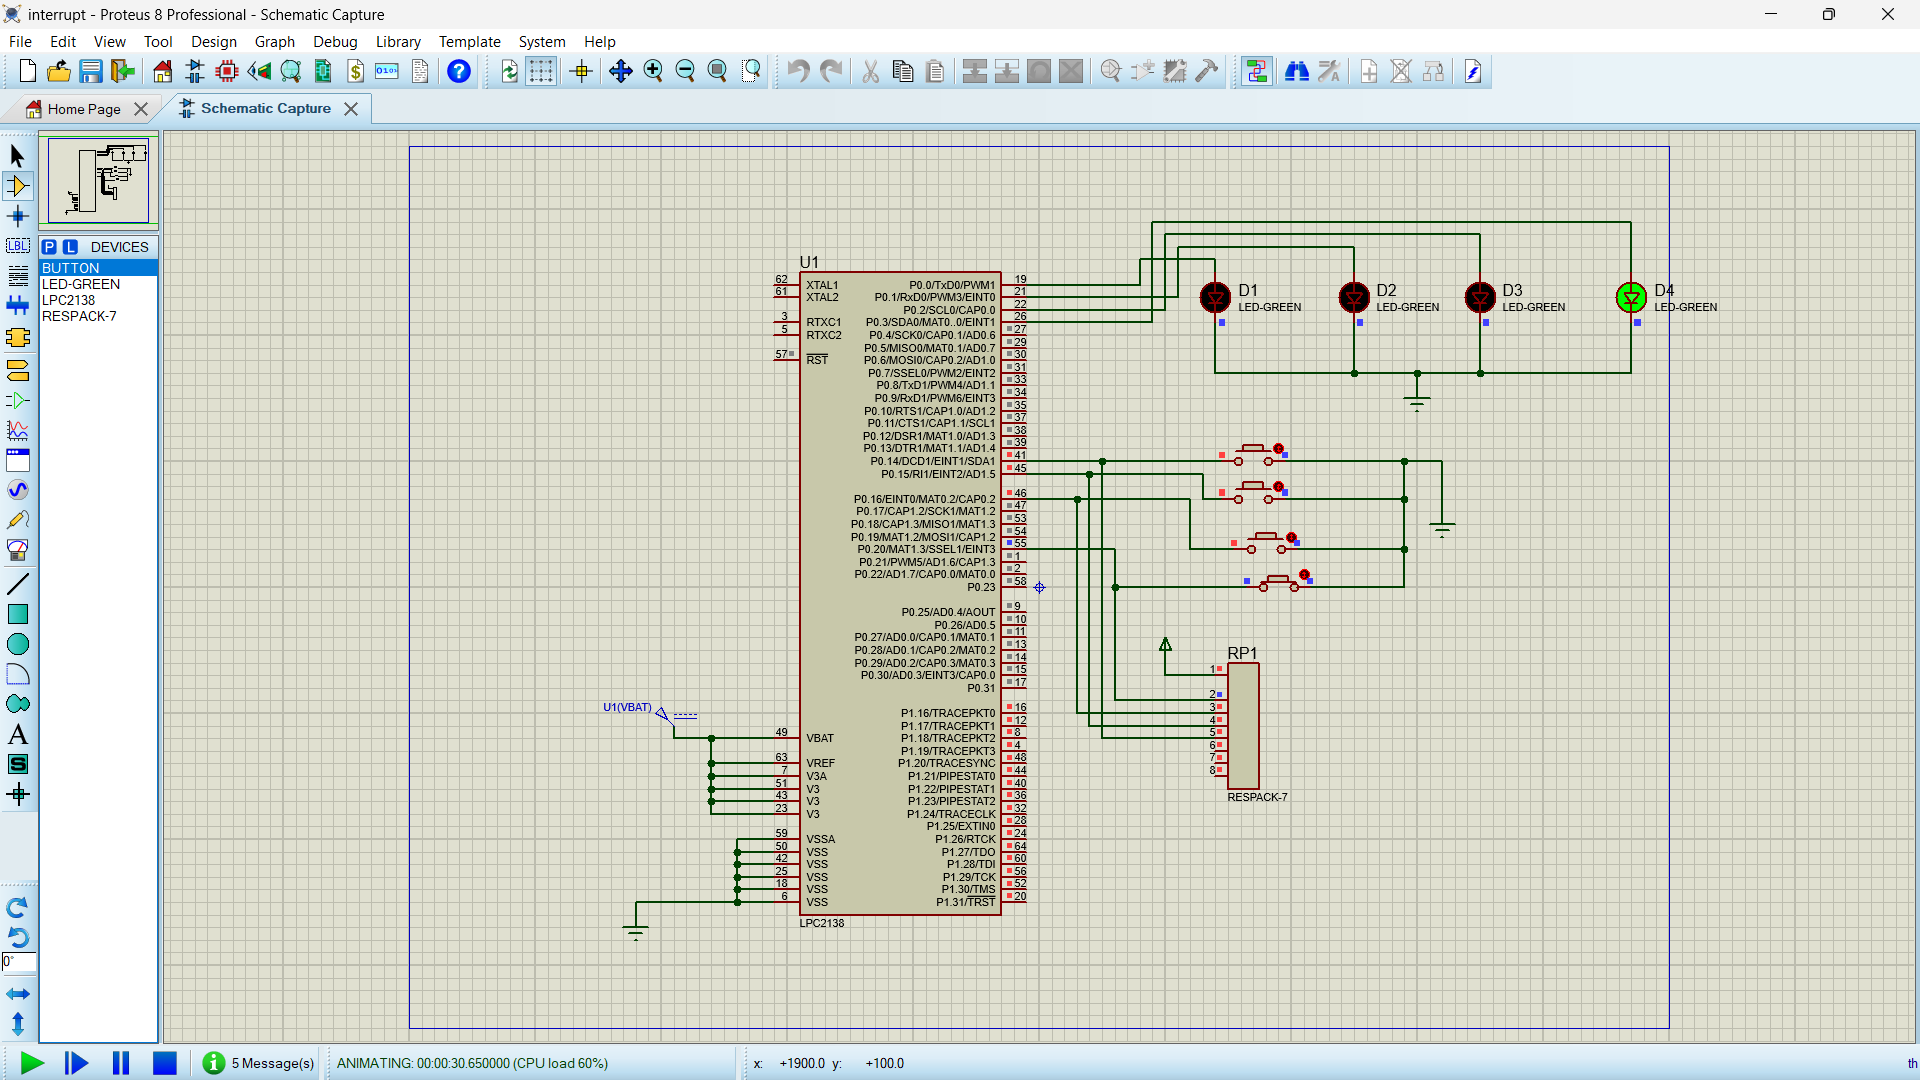 interrupt - Proteus 8 Professional - Schematic Capture
File Edit View Tool Design Graph Debug Library Template System Help
Home Page
Schematic Capture
P L DEVICES
BUTTON
LED-GREEN
LPC2138
RESPACK-7
LBL
A
S
0°
U1
62 XTAL1
61 XTAL2
3 RTXC1
5 RTXC2
57 RST
49 VBAT
63 VREF
7 V3A
51 V3
43 V3
23 V3
59 VSSA
50 VSS
42 VSS
25 VSS
18 VSS
6 VSS
U1(VBAT)
P0.0/TxD0/PWM1 19
P0.1/RxD0/PWM3/EINT0 21
P0.2/SCL0/CAP0.0 22
P0.3/SDA0/MAT0..0/EINT1 26
P0.4/SCK0/CAP0.1/AD0.6 27
P0.5/MISO0/MAT0.1/AD0.7 29
P0.6/MOSI0/CAP0.2/AD1.0 30
P0.7/SSEL0/PWM2/EINT2 31
P0.8/TxD1/PWM4/AD1.1 33
P0.9/RxD1/PWM6/EINT3 34
P0.10/RTS1/CAP1.0/AD1.2 35
P0.11/CTS1/CAP1.1/SCL1 37
P0.12/DSR1/MAT1.0/AD1.3 38
P0.13/DTR1/MAT1.1/AD1.4 39
P0.14/DCD1/EINT1/SDA1 41
P0.15/RI1/EINT2/AD1.5 45
P0.16/EINT0/MAT0.2/CAP0.2 46
P0.17/CAP1.2/SCK1/MAT1.2 47
P0.18/CAP1.3/MISO1/MAT1.3 53
P0.19/MAT1.2/MOSI1/CAP1.2 54
P0.20/MAT1.3/SSEL1/EINT3 55
P0.21/PWM5/AD1.6/CAP1.3 1
P0.22/AD1.7/CAP0.0/MAT0.0 2
P0.23 58
P0.25/AD0.4/AOUT 9
P0.26/AD0.5 10
P0.27/AD0.0/CAP0.1/MAT0.1 11
P0.28/AD0.1/CAP0.2/MAT0.2 13
P0.29/AD0.2/CAP0.3/MAT0.3 14
P0.30/AD0.3/EINT3/CAP0.0 15
P0.31 17
P1.16/TRACEPKT0 16
P1.17/TRACEPKT1 12
P1.18/TRACEPKT2 8
P1.19/TRACEPKT3 4
P1.20/TRACESYNC 48
P1.21/PIPESTAT0 44
P1.22/PIPESTAT1 40
P1.23/PIPESTAT2 36
P1.24/TRACECLK 32
P1.25/EXTIN0 28
P1.26/RTCK 24
P1.27/TDO 64
P1.28/TDI 60
P1.29/TCK 56
P1.30/TMS 52
P1.31/TRST 20
LPC2138
D1
LED-GREEN
D2
LED-GREEN
D3
LED-GREEN
D4
LED-GREEN
RP1
1
2
3
4
5
6
7
8
RESPACK-7
5 Message(s)
ANIMATING: 00:00:30.650000 (CPU load 60%)
x: +1900.0 y: +100.0
th